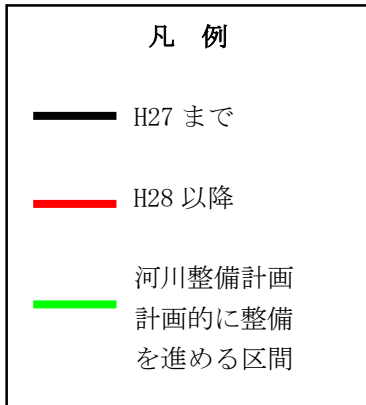 凡 例
H27 まで
H28 以降
河川整備計画
計画的に整備
を進める区間